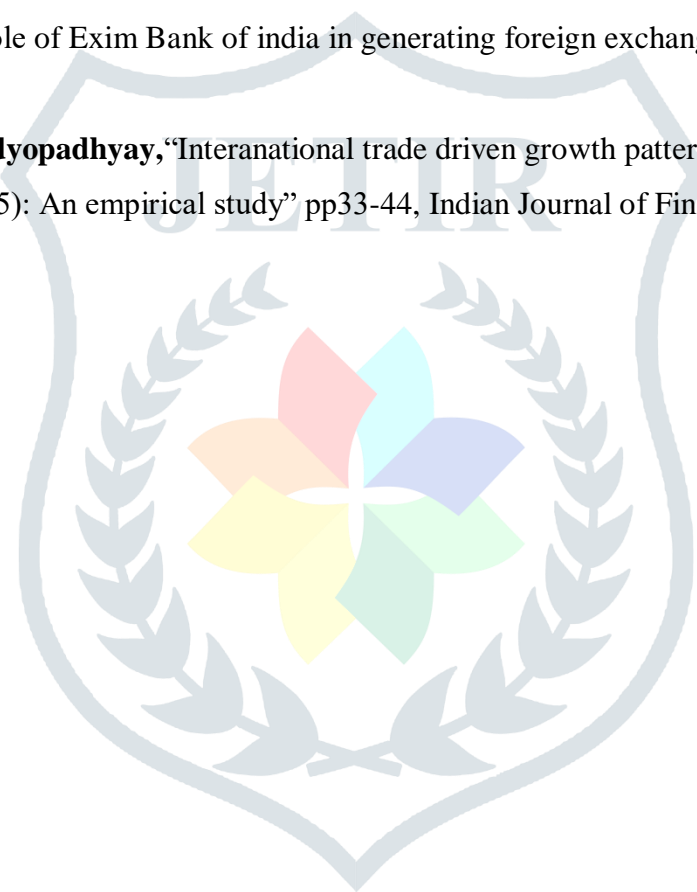 ole of Exim Bank of india in generating foreign exchan
lyopadhyay,“Interanational trade driven growth patter
5): An empirical study” pp33-44, Indian Journal of Fin
JETIR